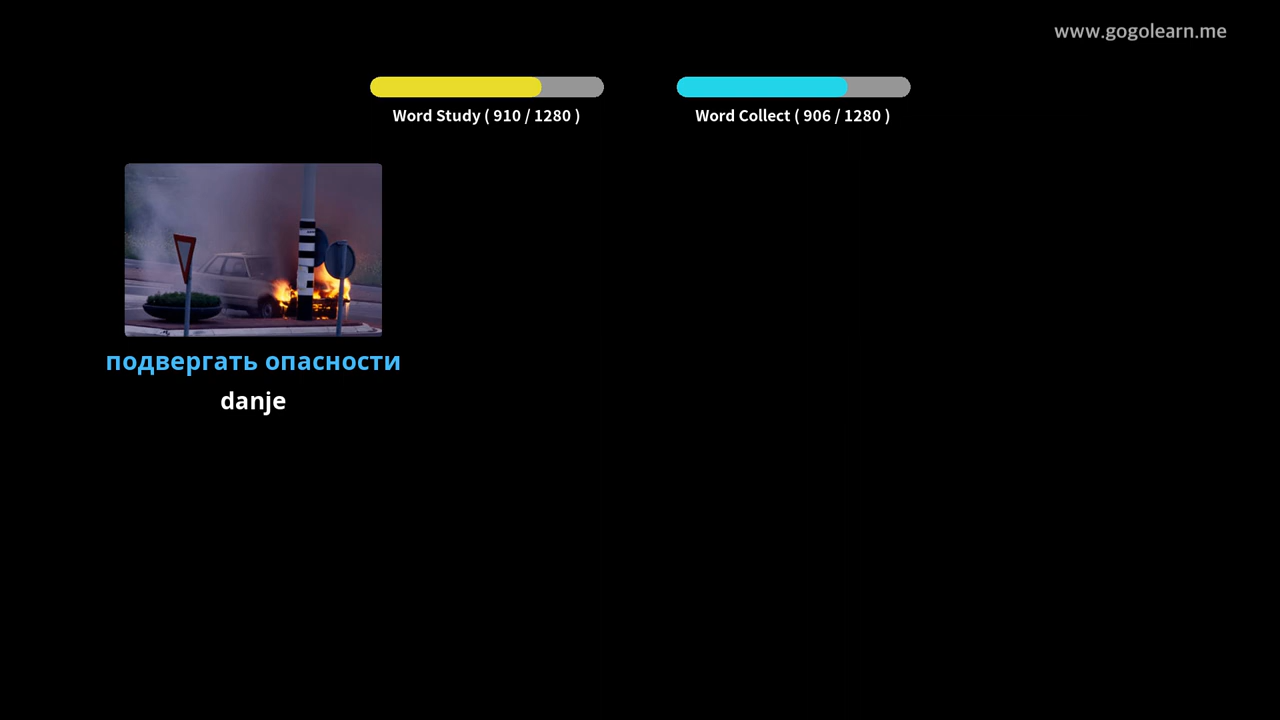 www.gogolearn.me
Word Study ( 910 / 1280 )
Word Collect ( 906 / 1280 )
подвергать опасности
danje